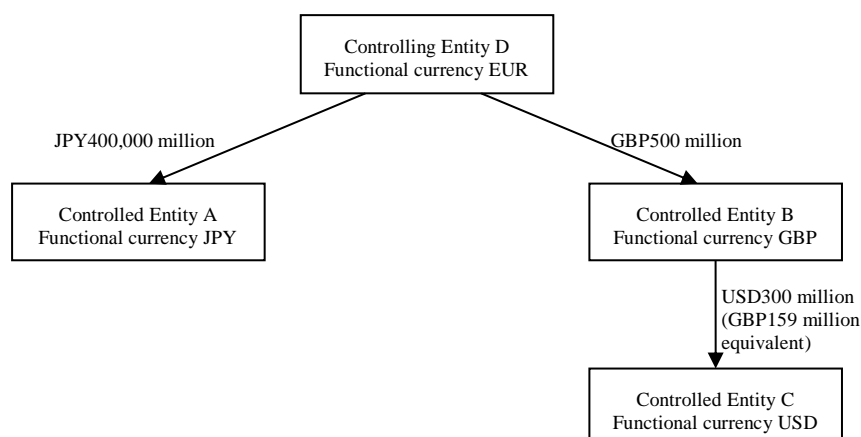 Controlling Entity D
Functional currency EUR
JPY400,000 million
GBP500 million
Controlled Entity A
Functional currency JPY
Controlled Entity B
Functional currency GBP
USD300 million
(GBP159 million
equivalent)
Controlled Entity C
Functional currency USD